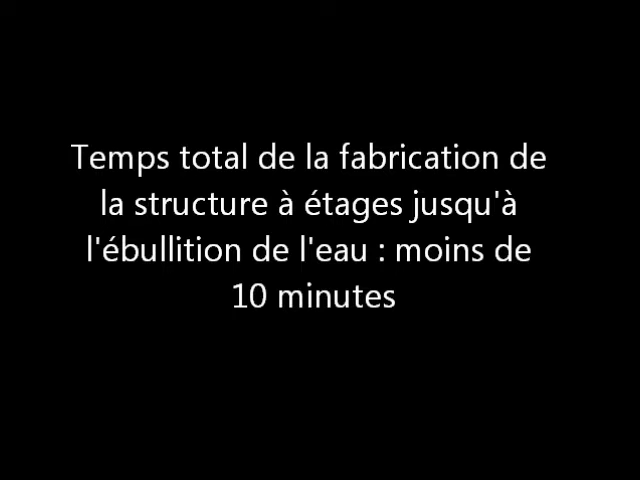 Temps total de la fabrication de
la structure à étages jusqu'à
l'ébullition de l'eau : moins de
10 minutes